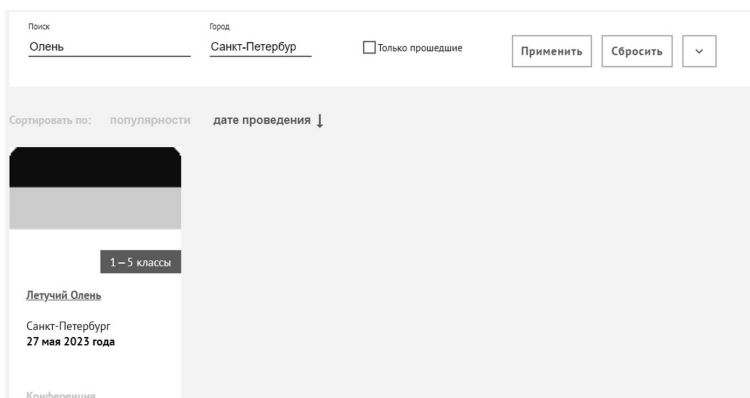 Поиск
Олень
Город
Санкт-Петербур
Только прошедшие
Применить
Сбросить
Сортировать по: популярности дате проведения ↓
1–5 классы
Летучий Олень
Санкт-Петербург
27 мая 2023 года
Конференция